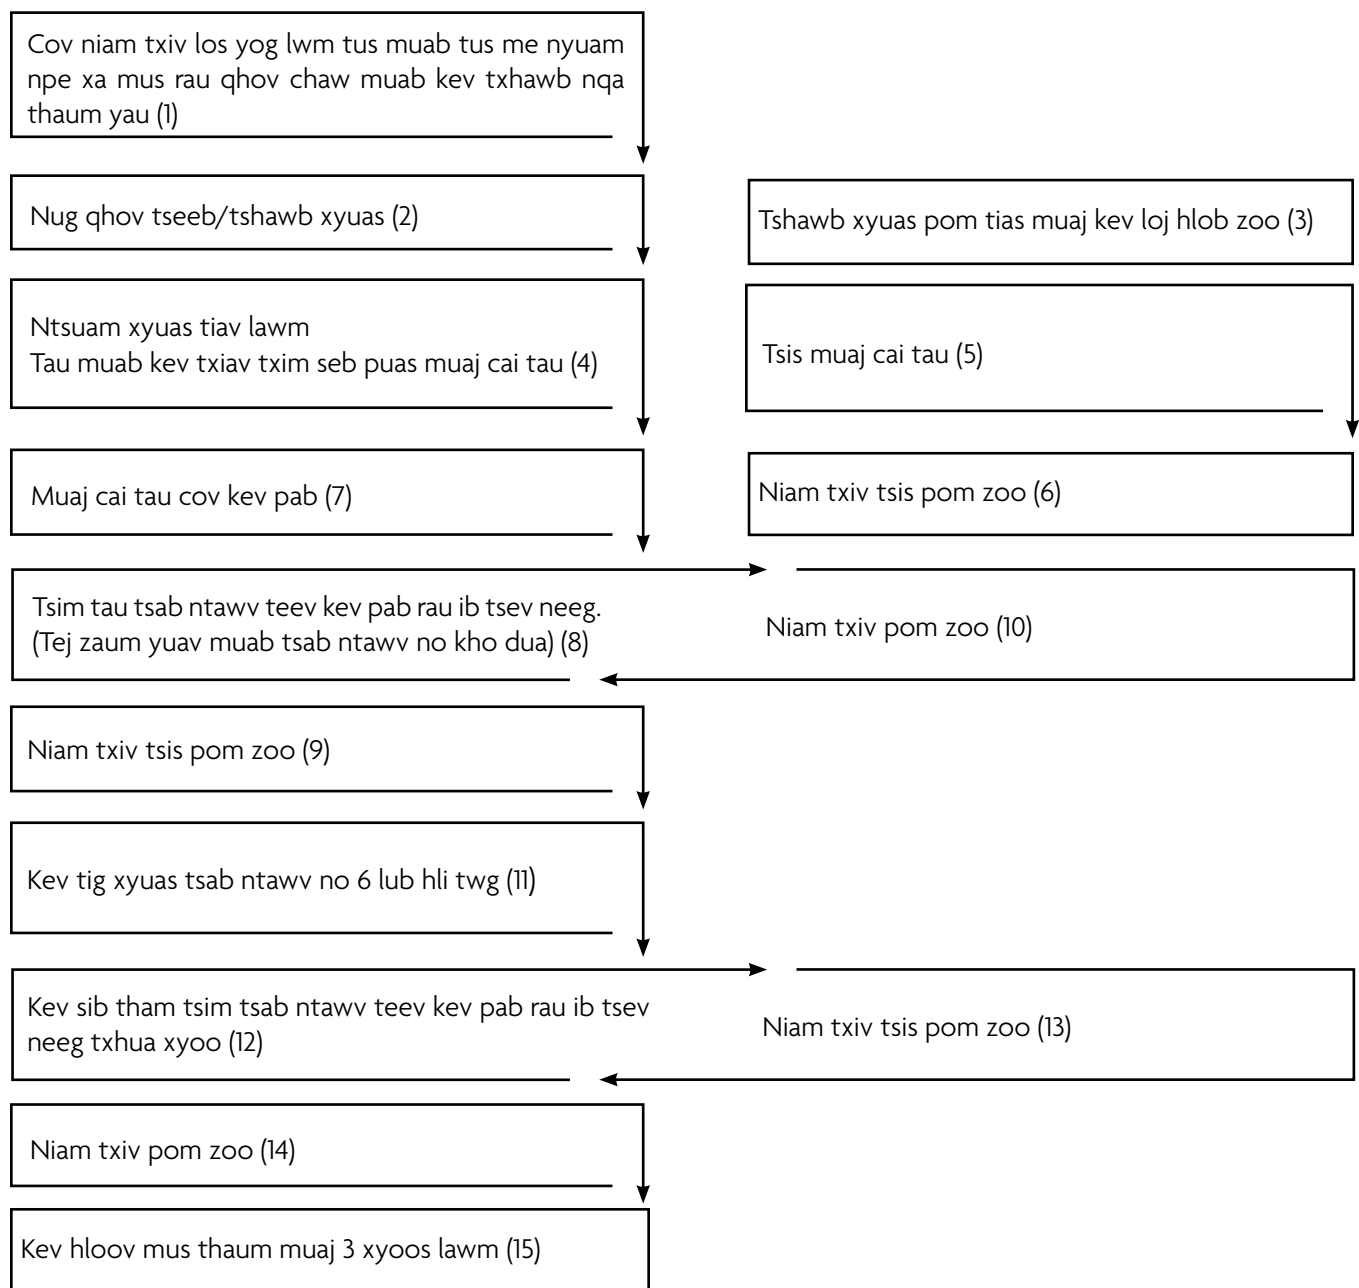 Cov niam txiv los yog lwm tus muab tus me nyuam
npe xa mus rau qhov chaw muab kev txhawb nqa
thaum yau (1)
Nug qhov tseeb/tshawb xyuas (2)
Tshawb xyuas pom tias muaj kev loj hlob zoo (3)
Ntsuam xyuas tiav lawm
Tau muab kev txiav txim seb puas muaj cai tau (4)
Tsis muaj cai tau (5)
Niam txiv tsis pom zoo (6)
Muaj cai tau cov kev pab (7)
Tsim tau tsab ntawv teev kev pab rau ib tsev neeg.
(Tej zaum yuav muab tsab ntawv no kho dua) (8)
Niam txiv tsis pom zoo (9)
Niam txiv pom zoo (10)
Kev tig xyuas tsab ntawv no 6 lub hli twg (11)
Kev sib tham tsim tsab ntawv teev kev pab rau ib tsev
neeg txhua xyoo (12)
Niam txiv tsis pom zoo (13)
Niam txiv pom zoo (14)
Kev hloov mus thaum muaj 3 xyoos lawm (15)